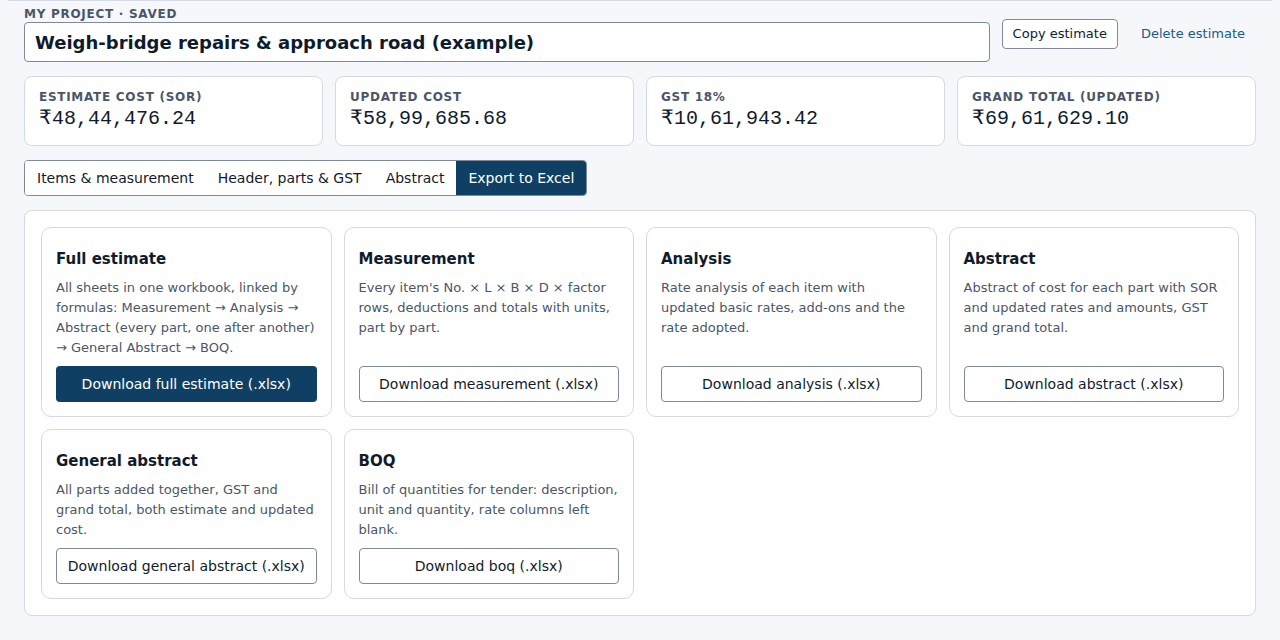 MY PROJECT · SAVED
Weigh-bridge repairs & approach road (example)
Copy estimate
Delete estimate
ESTIMATE COST (SOR)
₹48,44,476.24
UPDATED COST
₹58,99,685.68
GST 18%
₹10,61,943.42
GRAND TOTAL (UPDATED)
₹69,61,629.10
Items & measurement
Header, parts & GST
Abstract
Export to Excel
Full estimate
All sheets in one workbook, linked by
formulas: Measurement → Analysis →
Abstract (every part, one after another)
→ General Abstract → BOQ.
Download full estimate (.xlsx)
Measurement
Every item's No. × L × B × D × factor
rows, deductions and totals with units,
part by part.
Download measurement (.xlsx)
Analysis
Rate analysis of each item with
updated basic rates, add-ons and the
rate adopted.
Download analysis (.xlsx)
Abstract
Abstract of cost for each part with SOR
and updated rates and amounts, GST
and grand total.
Download abstract (.xlsx)
General abstract
All parts added together, GST and
grand total, both estimate and updated
cost.
Download general abstract (.xlsx)
BOQ
Bill of quantities for tender: description,
unit and quantity, rate columns left
blank.
Download boq (.xlsx)